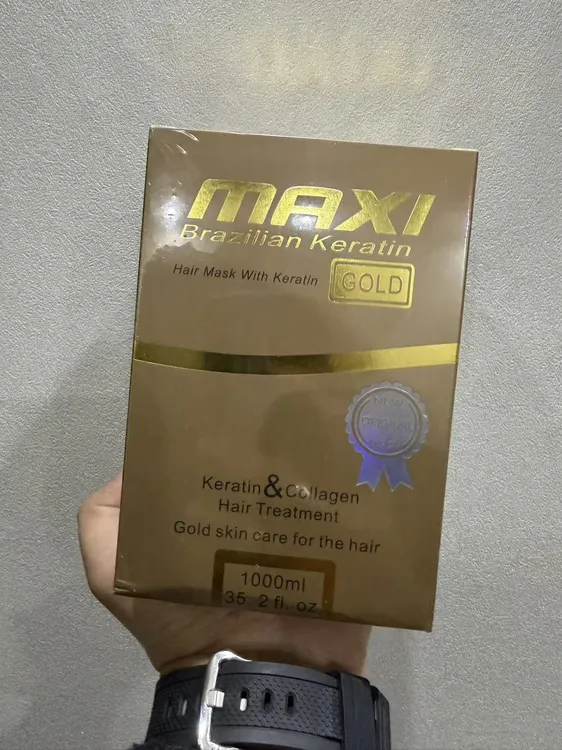 MAXI
Brazilian Keratin
Hair Mask With Keratin
GOLD
ORIGINAL
Keratin & Collagen
Hair Treatment
Gold skin care for the hair
1000ml
35. 2 fl. oz